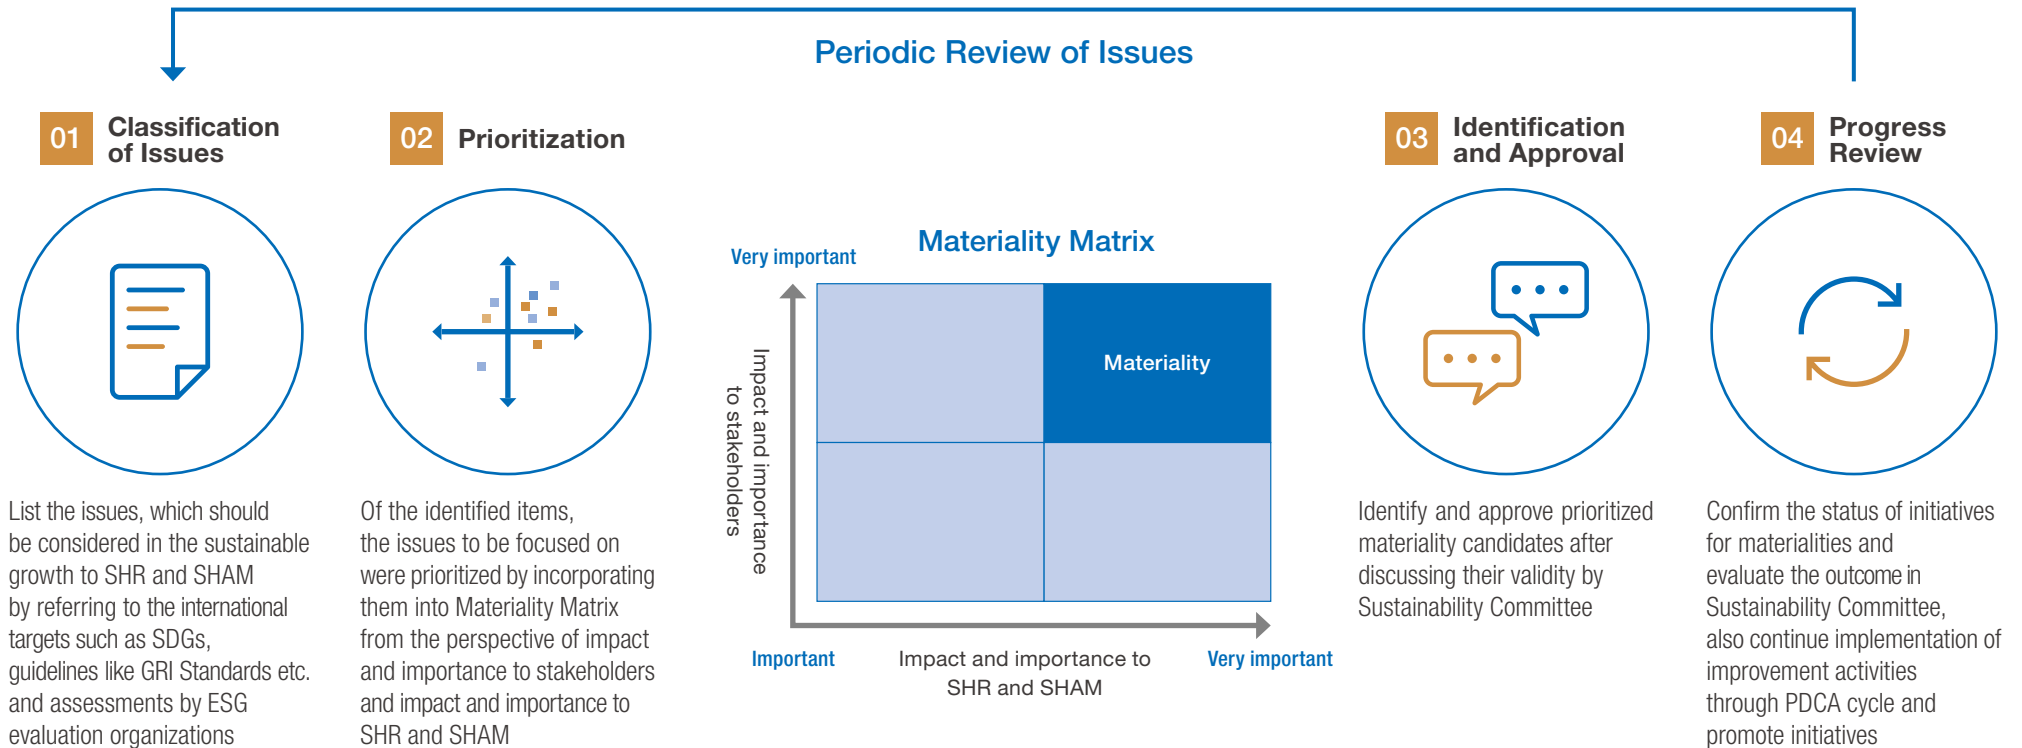 Periodic Review of Issues
01
Classification
of Issues
List the issues, which should
be considered in the sustainable
growth to SHR and SHAM
by referring to the international
targets such as SDGs,
guidelines like GRI Standards etc.
and assessments by ESG
evaluation organizations
02
Prioritization
Of the identified items,
the issues to be focused on
were prioritized by incorporating
them into Materiality Matrix
from the perspective of impact
and importance to stakeholders
and impact and importance to
SHR and SHAM
Materiality Matrix
Very important
Impact and importance
to stakeholders
Materiality
Important
Impact and importance to
SHR and SHAM
Very important
03
Identification
and Approval
Identify and approve prioritized
materiality candidates after
discussing their validity by
Sustainability Committee
04
Progress
Review
Confirm the status of initiatives
for materialities and
evaluate the outcome in
Sustainability Committee,
also continue implementation of
improvement activities
through PDCA cycle and
promote initiatives